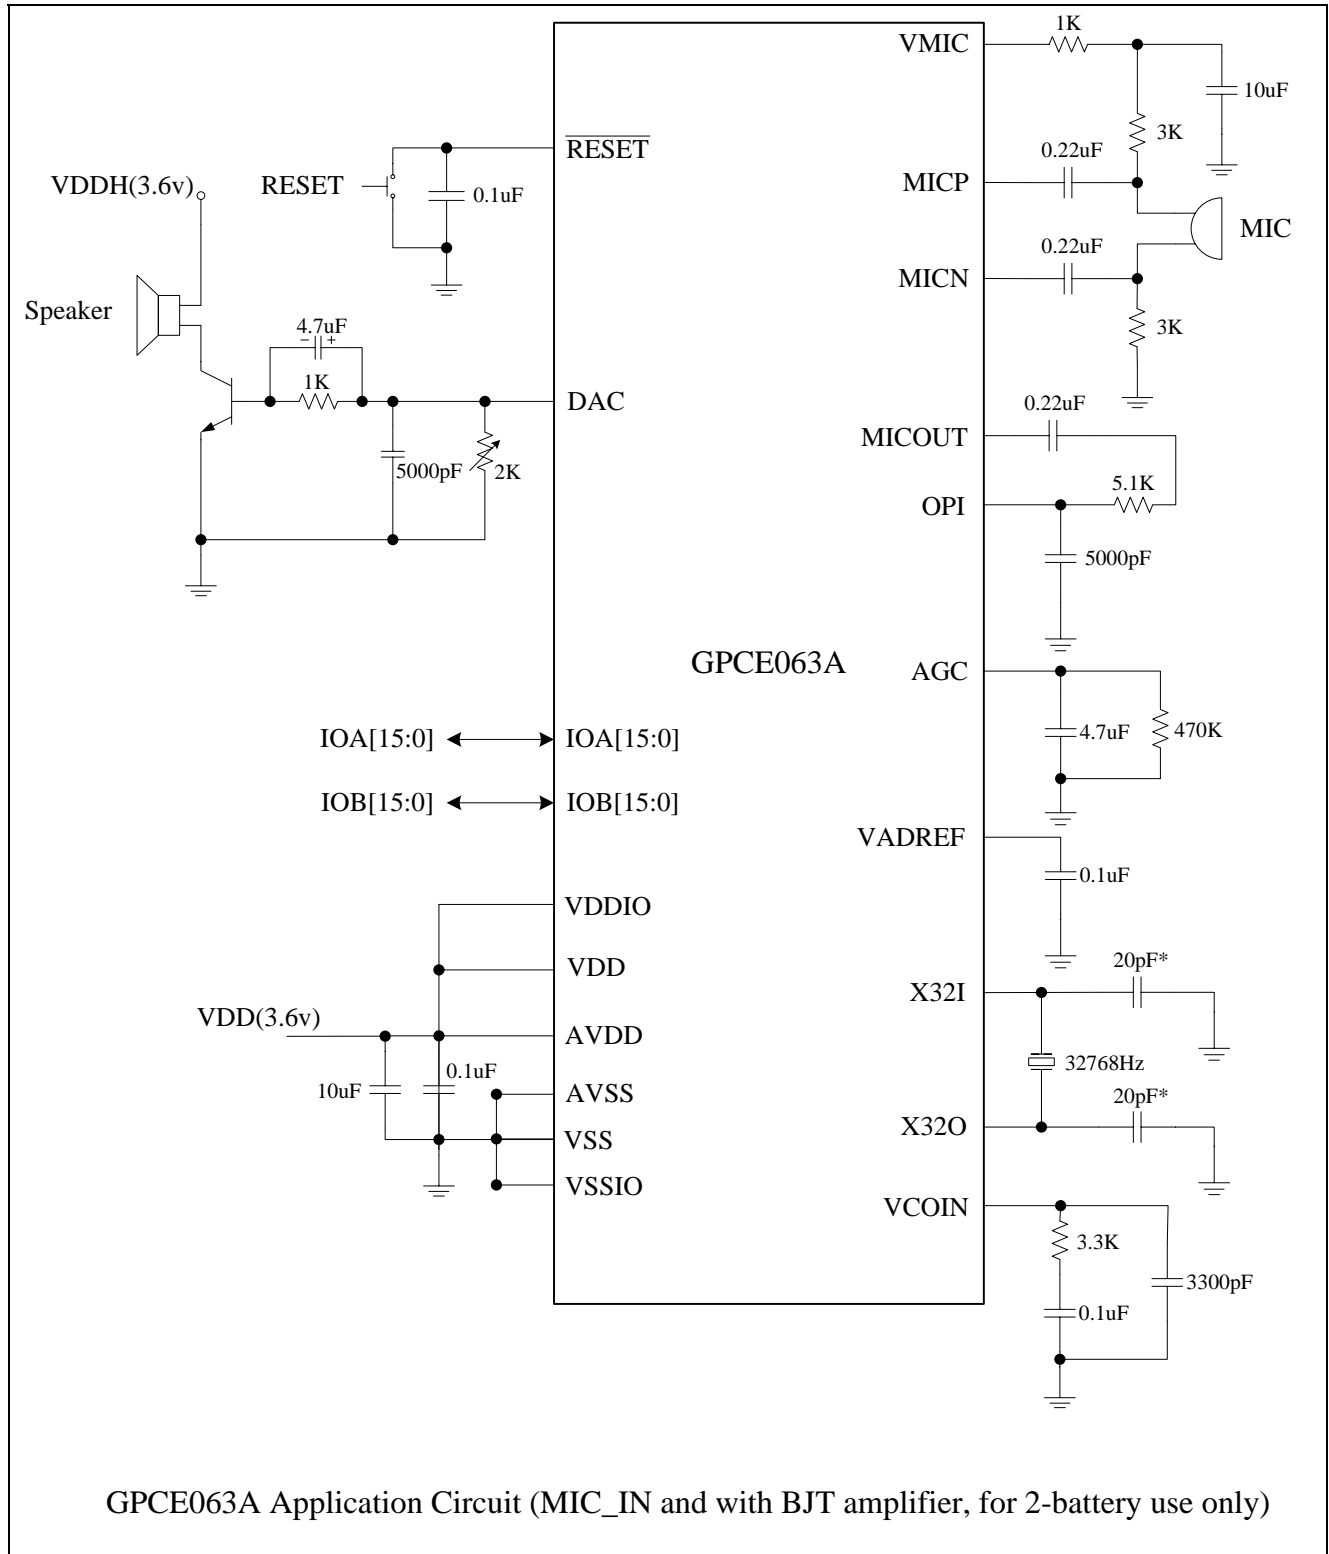 VMIC
1K
10uF
3K
0.22uF
MICP
MIC
0.22uF
MICN
3K
RESET
RESET
0.1uF
VDDH(3.6v)
Speaker
4.7uF
− +
1K
DAC
5000pF
2K
0.22uF
MICOUT
5.1K
OPI
5000pF
GPCE063A
AGC
4.7uF
470K
IOA[15:0]
IOA[15:0]
IOB[15:0]
IOB[15:0]
VADREF
0.1uF
VDDIO
VDD
VDD(3.6v)
AVDD
10uF
0.1uF
AVSS
VSS
VSSIO
20pF*
X32I
32768Hz
20pF*
X32O
VCOIN
3.3K
3300pF
0.1uF
GPCE063A Application Circuit (MIC_IN and with BJT amplifier, for 2-battery use only)